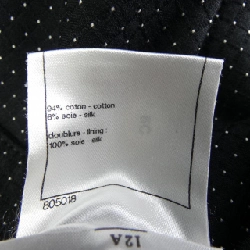 94% coton - cotton
6% soie - silk
doublure - lining :
100% soie - silk
805018
12A